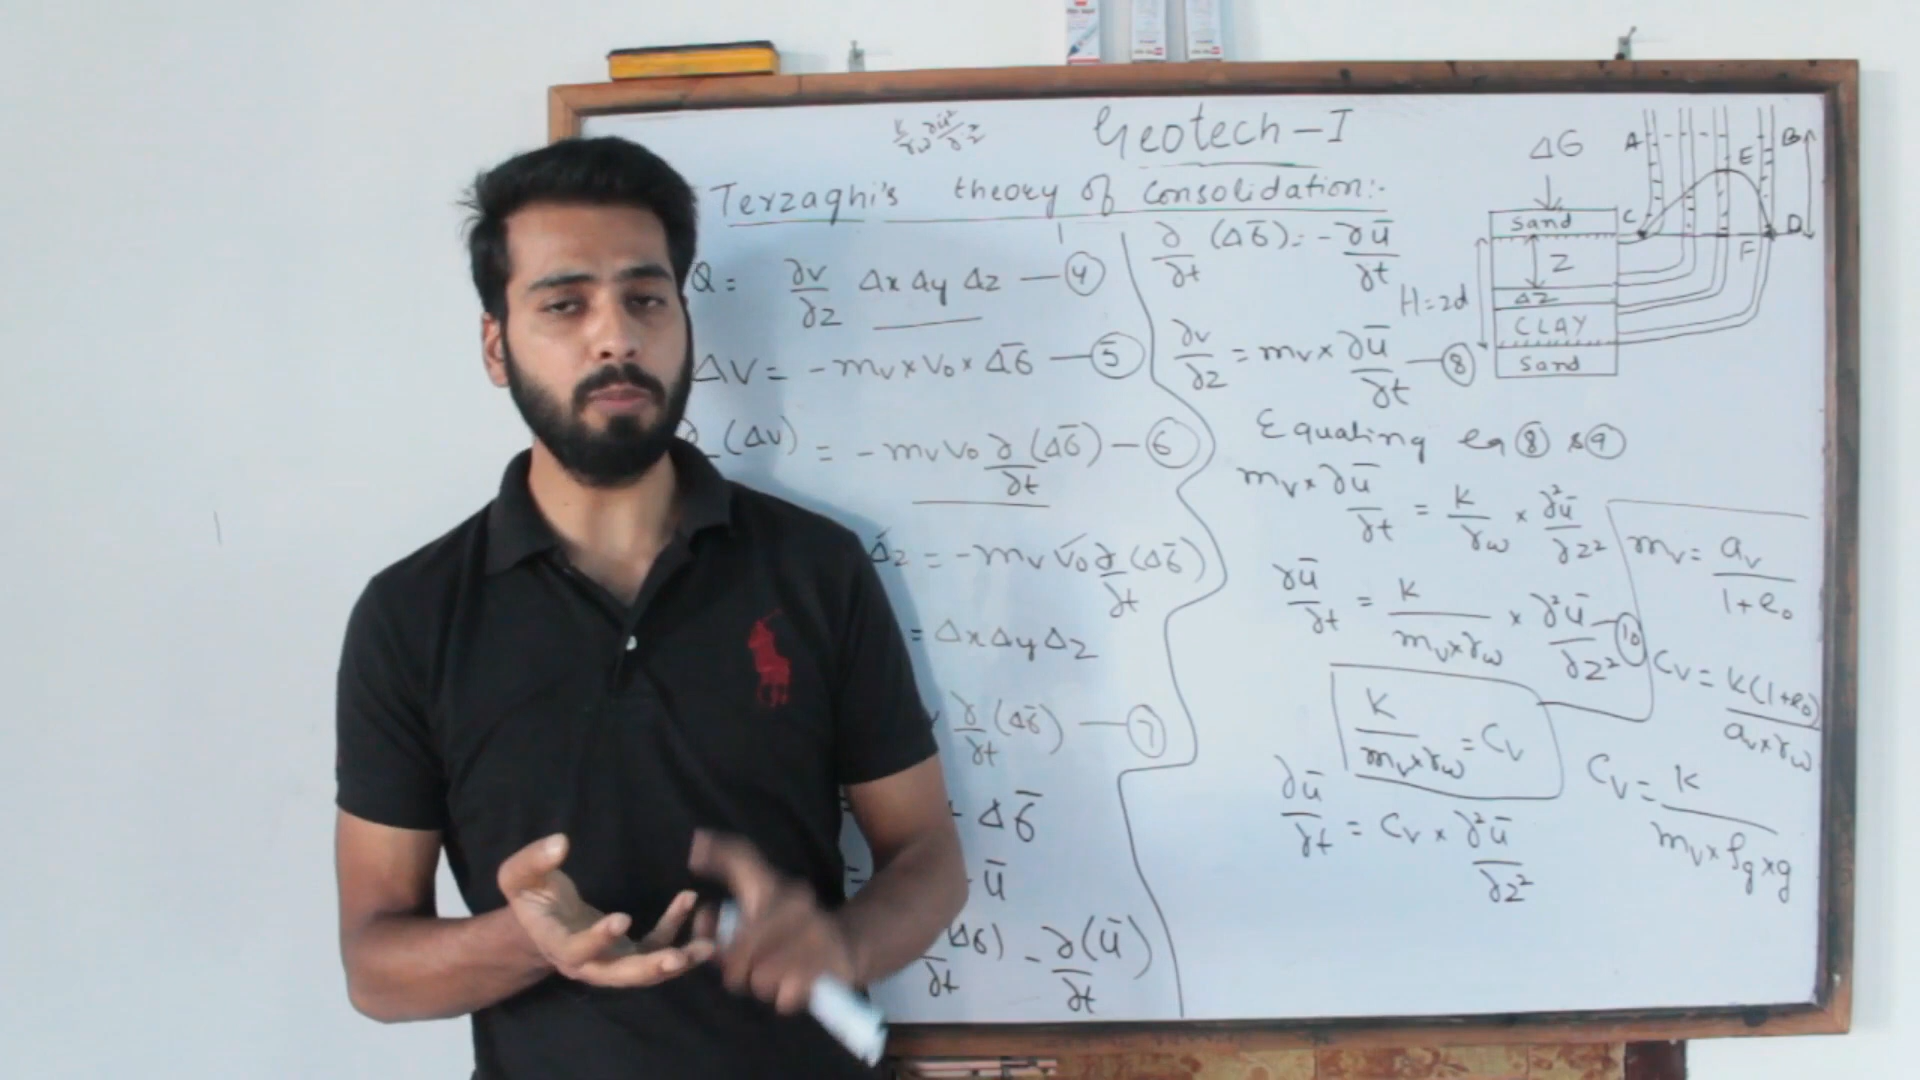 Geotech-I
K/γw ∂ū²/∂z²
Terzaghi's theory of Consolidation:-
Q = ∂v/∂z Δx Δy Δz — ④
ΔV = -mv × V₀ × Δσ̄ — ⑤
(ΔV) = -mv V₀ ∂/∂t (Δσ̄) — ⑥
Δz = -mv V₀ ∂/∂t (Δσ̄)
= Δx Δy Δz
∂/∂t (Δσ̄) — ⑦
Δσ̄
= ū
(Δσ)/∂t - ∂(ū)/∂t
∂/∂t (Δσ̄) = -∂ū/∂t
∂v/∂z = mv × ∂ū/∂t — ⑧
Equating eq ⑧ & ⑨
mv × ∂ū/∂t = K/γw × ∂²ū/∂z²
∂ū/∂t = K/(mv × γw) × ∂²ū/∂z² — ⑩
K/(mv × γw) = Cv
∂ū/∂t = Cv × ∂²ū/∂z²
Δσ
A
B
E
C
D
F
Sand
Z
H = 2d
ΔZ
CLAY
Sand
mv = av/(1+e₀)
Cv = K(1+e₀)/(av × γw)
Cv = K/(mv × ρg × g)